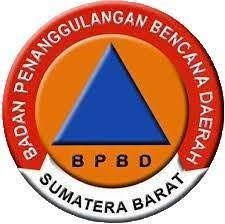 BADAN PENANGGULANGAN BENCANA DAERAH
BPBD
SUMATERA BARAT